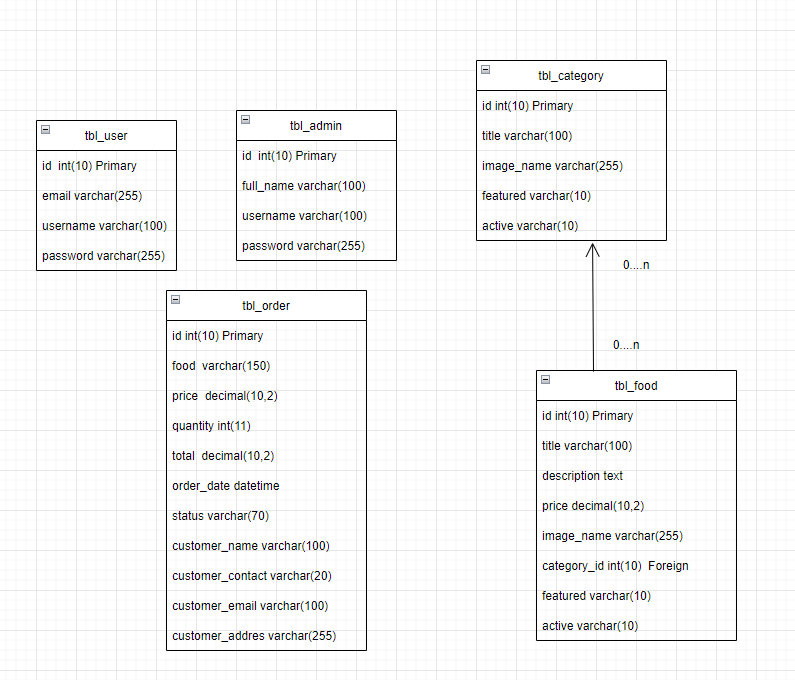 tbl_user
id  int(10) Primary
email varchar(255)
username varchar(100)
password varchar(255)
tbl_admin
id  int(10) Primary
full_name varchar(100)
username varchar(100)
password varchar(255)
tbl_category
id int(10) Primary
title varchar(100)
image_name varchar(255)
featured varchar(10)
active varchar(10)
0....n
0....n
tbl_order
id int(10) Primary
food  varchar(150)
price  decimal(10,2)
quantity int(11)
total  decimal(10,2)
order_date datetime
status varchar(70)
customer_name varchar(100)
customer_contact varchar(20)
customer_email varchar(100)
customer_addres varchar(255)
tbl_food
id int(10) Primary
title varchar(100)
description text
price decimal(10,2)
image_name varchar(255)
category_id int(10)  Foreign
featured varchar(10)
active varchar(10)